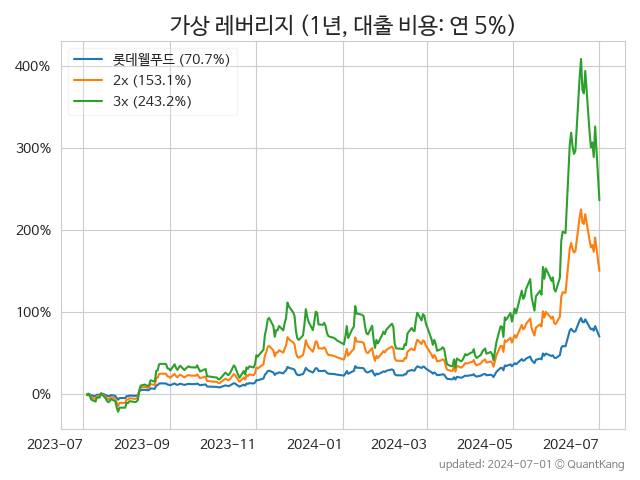 가상 레버리지 (1년, 대출 비용: 연 5%)
롯데웰푸드 (70.7%)
2x (153.1%)
3x (243.2%)
400%
300%
200%
100%
0%
2023-07
2023-09
2023-11
2024-01
2024-03
2024-05
2024-07
updated: 2024-07-01 © QuantKang